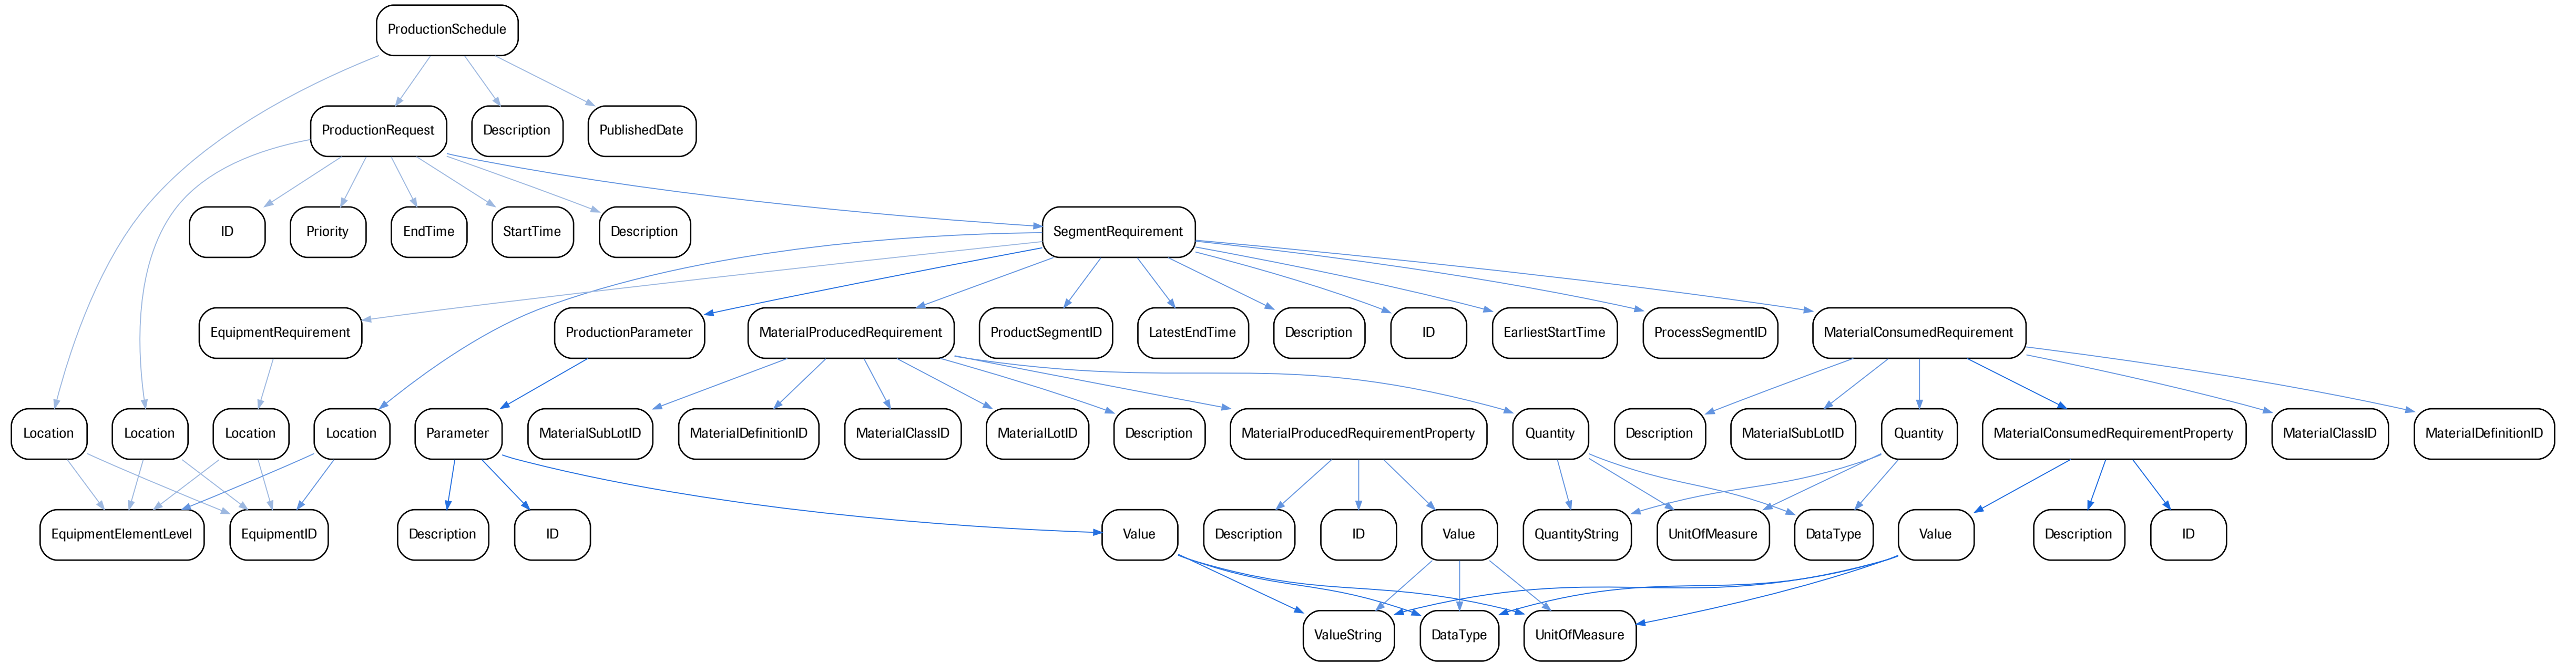 ProductionSchedule
ProductionRequest
Description
PublishedDate
ID
Priority
EndTime
StartTime
Description
SegmentRequirement
EquipmentRequirement
ProductionParameter
MaterialProducedRequirement
ProductSegmentID
LatestEndTime
Description
ID
EarliestStartTime
ProcessSegmentID
MaterialConsumedRequirement
Location
Location
Location
Location
Parameter
MaterialSubLotID
MaterialDefinitionID
MaterialClassID
MaterialLotID
Description
MaterialProducedRequirementProperty
Quantity
Description
MaterialSubLotID
Quantity
MaterialConsumedRequirementProperty
MaterialClassID
MaterialDefinitionID
EquipmentElementLevel
EquipmentID
Description
ID
Value
Description
ID
Value
QuantityString
UnitOfMeasure
DataType
Value
Description
ID
ValueString
DataType
UnitOfMeasure